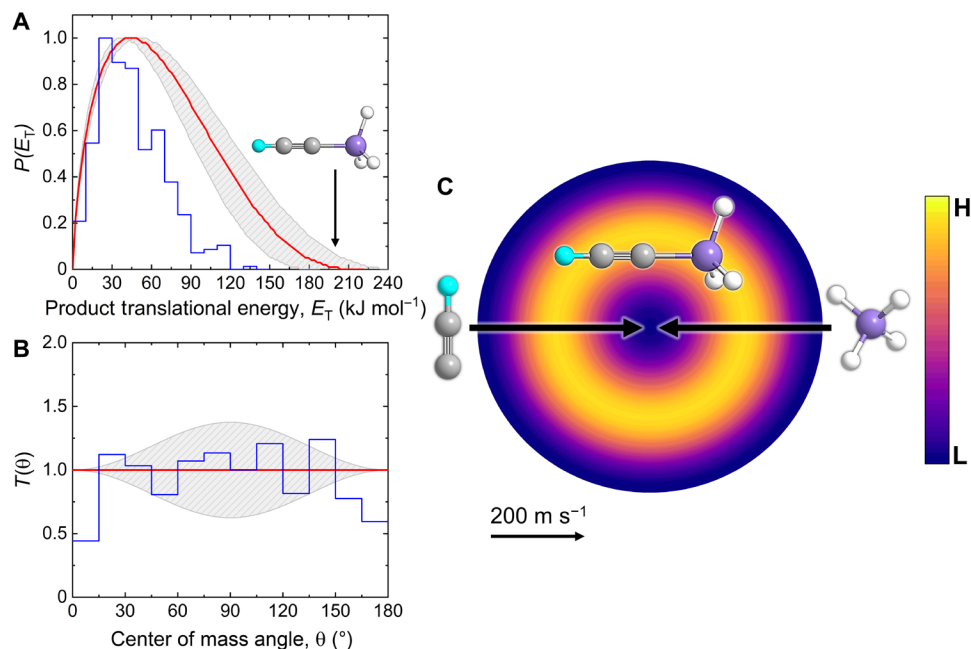 A
P(E_T)
1.0
0.8
0.6
0.4
0.2
0
0 30 60 90 120 150 180 210 240
Product translational energy, E_T (kJ mol⁻¹)
B
T(θ)
2.0
1.5
1.0
0.5
0
0 30 60 90 120 150 180
Center of mass angle, θ (°)
C
H
L
200 m s⁻¹